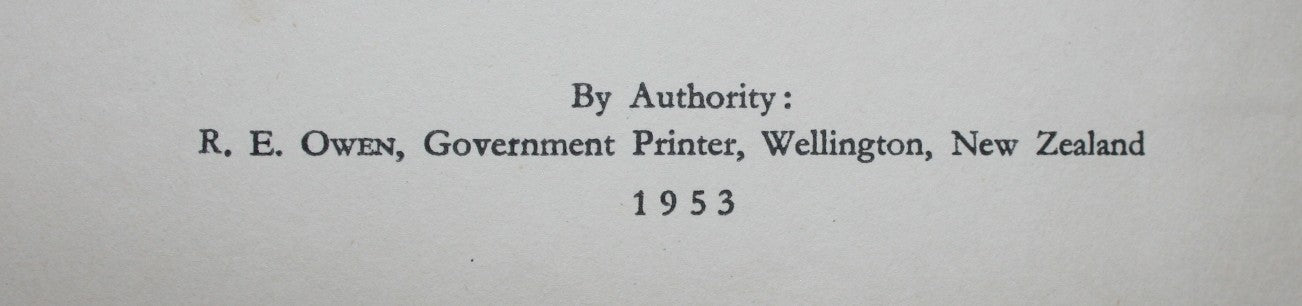 By Authority:
R. E. OWEN, Government Printer, Wellington, New Zealand
1953